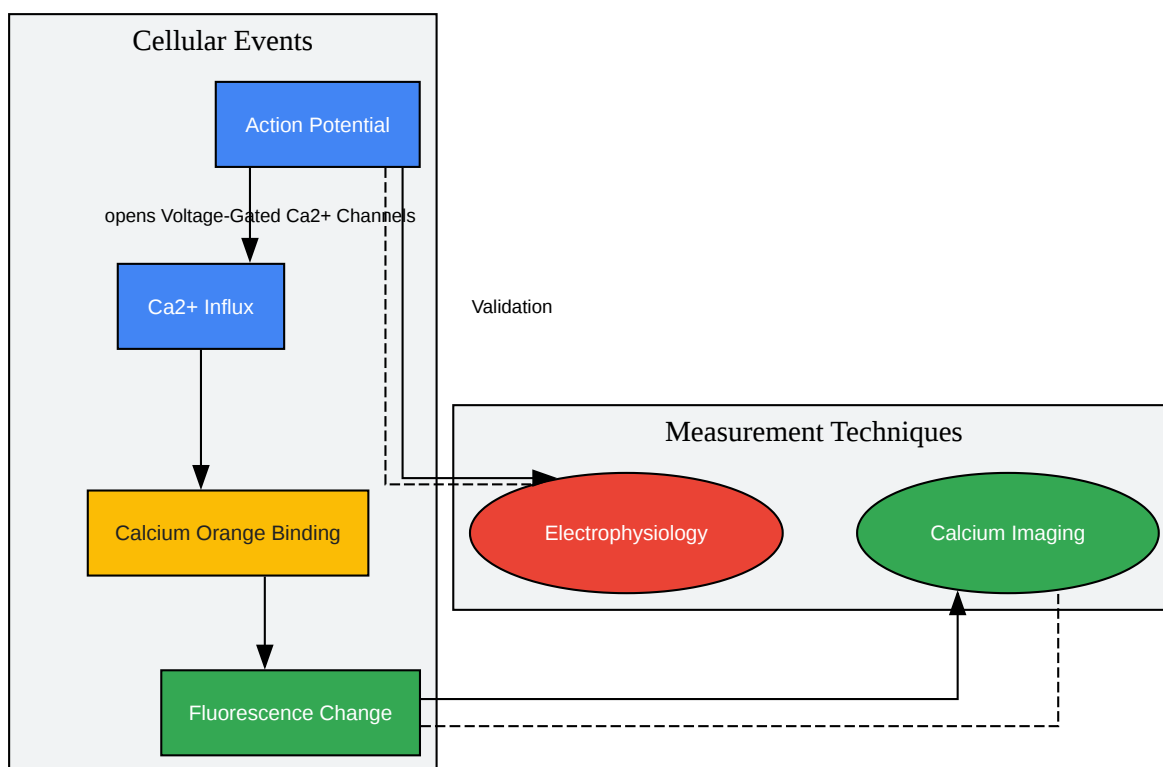 Cellular Events
Action Potential
opens Voltage-Gated Ca2+ Channels
Ca2+ Influx
Validation
Measurement Techniques
Calcium Orange Binding
Electrophysiology
Calcium Imaging
Fluorescence Change